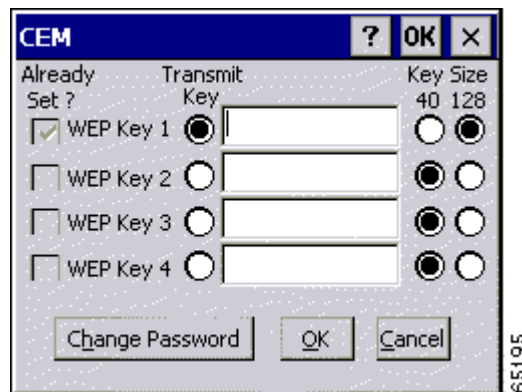 CEM ? OK ×
Already Transmit Key Size
Set ? Key 40 128
WEP Key 1
WEP Key 2
WEP Key 3
WEP Key 4
Change Password OK Cancel
65195